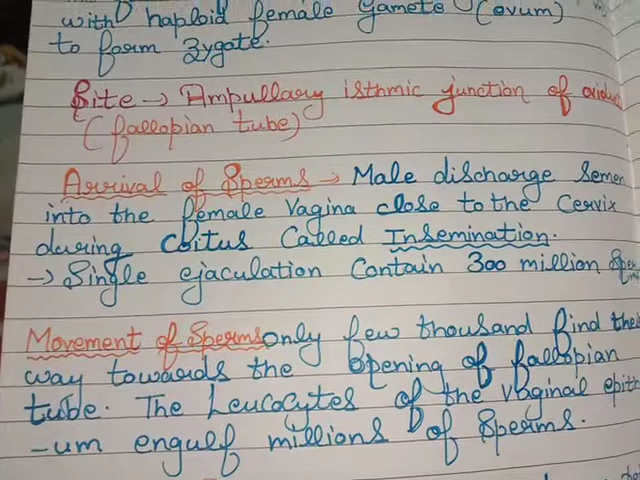 with haploid female gamete (ovum)
to form zygate.
Site → Ampullary isthmic junction of
(fallopian tube)
Arrival of Sperms → Male discharge Semen
into the female Vagina close to the Cervix
during Coitus Called Insemination.
→ Single ejaculation Contain 300 million
Movement of Sperms only few thousand find their
way towards the opening of fallopian
tube. The Leucocytes of the vaginal epith
-um engulf millions of Sperms.